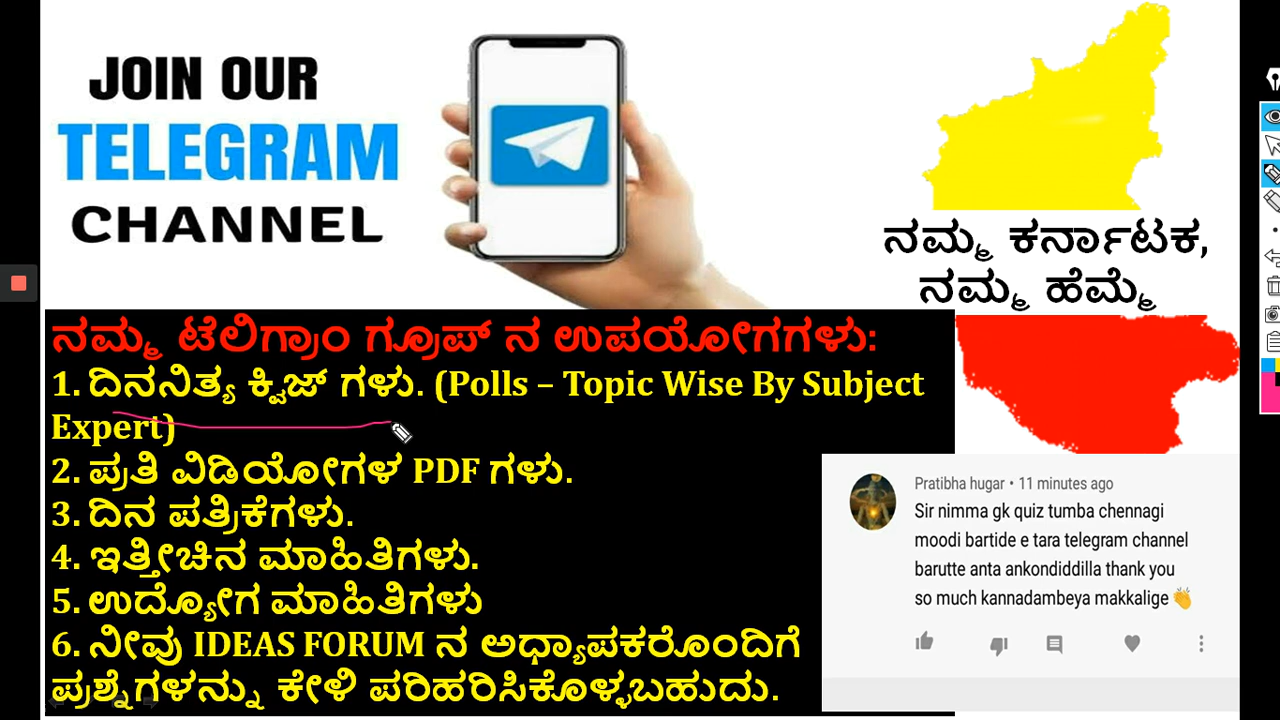 JOIN OUR
TELEGRAM
CHANNEL
ನಮ್ಮ ಕರ್ನಾಟಕ,
ನಮ್ಮ ಹೆಮ್ಮೆ
ನಮ್ಮ ಟೆಲಿಗ್ರಾಂ ಗ್ರೂಪ್ ನ ಉಪಯೋಗಗಳು:
1. ದಿನನಿತ್ಯ ಕ್ವಿಜ್ ಗಳು. (Polls – Topic Wise By Subject
Expert)
2. ಪ್ರತಿ ವಿಡಿಯೋಗಳ PDF ಗಳು.
3. ದಿನ ಪತ್ರಿಕೆಗಳು.
4. ಇತ್ತೀಚಿನ ಮಾಹಿತಿಗಳು.
5. ಉದ್ಯೋಗ ಮಾಹಿತಿಗಳು
6. ನೀವು IDEAS FORUM ನ ಅಧ್ಯಾಪಕರೊಂದಿಗೆ
ಪ್ರಶ್ನೆಗಳನ್ನು ಕೇಳಿ ಪರಿಹರಿಸಿಕೊಳ್ಳಬಹುದು.
Pratibha hugar • 11 minutes ago
Sir nimma gk quiz tumba chennagi
moodi bartide e tara telegram channel
barutte anta ankondiddilla thank you
so much kannadambeya makkalige 👏